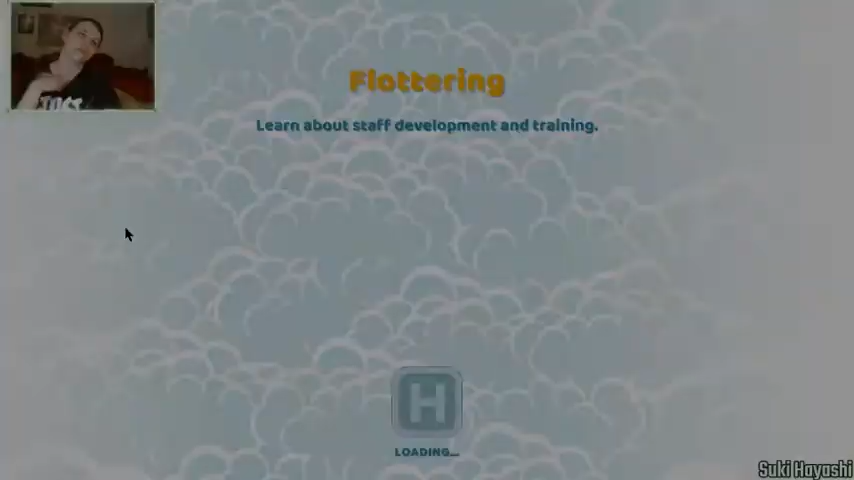 Flottering
Learn about staff development and training.
H
LOADING...
Suki Hayashi